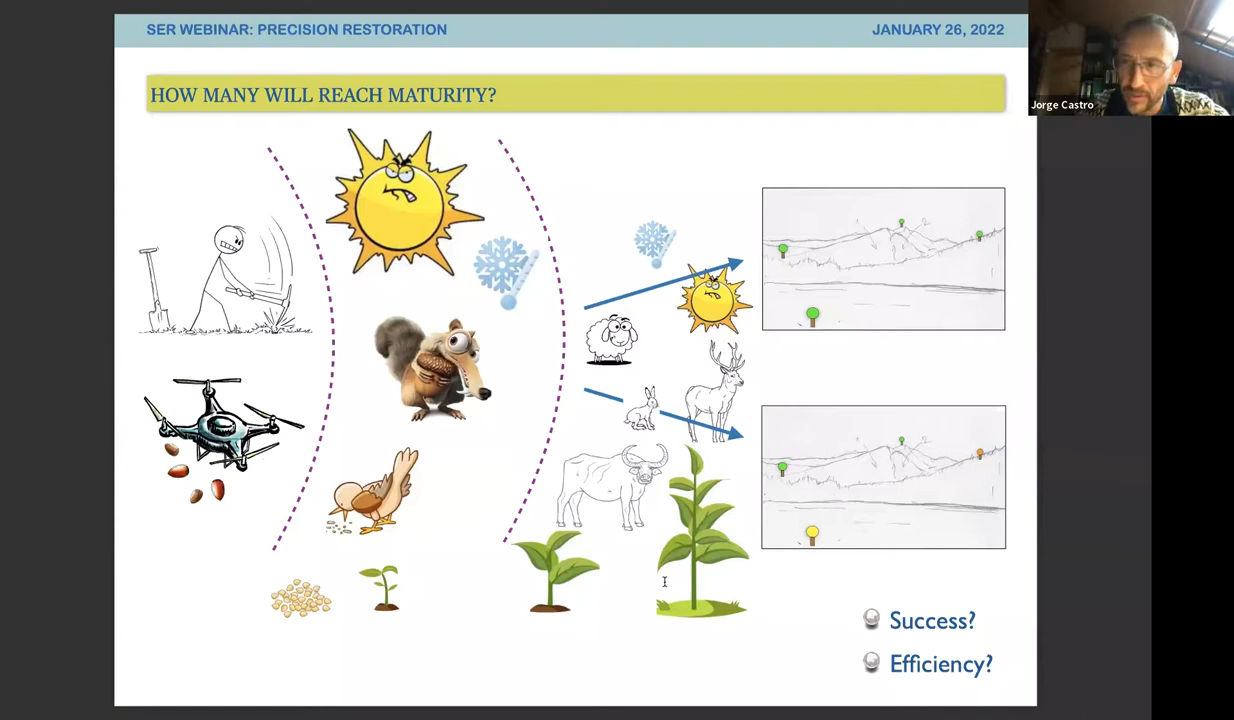 SER WEBINAR: PRECISION RESTORATION
JANUARY 26, 2022
Jorge Castro
HOW MANY WILL REACH MATURITY?
Success?
Efficiency?